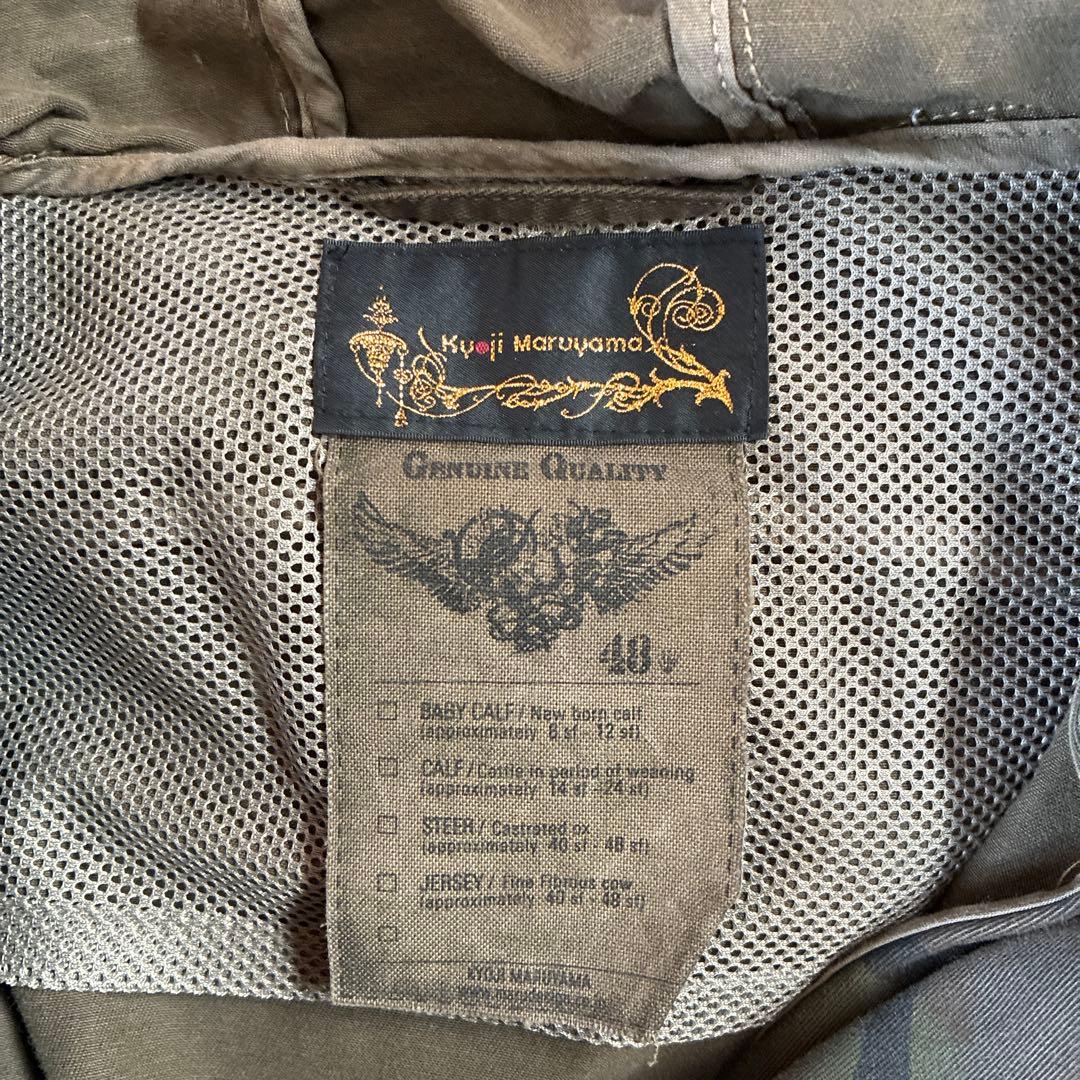 Kyoji Maruyama
GENUINE QUALITY
48
BABY CALF / New born calf
(approximately 8 sf - 12 sf)
CALF / Cattle in period of weaning
(approximately 14 sf - 24 sf)
STEER / Castrated ox
(approximately 40 sf - 48 sf)
JERSEY / Fine Fibrous cow
(approximately 40 sf - 48 sf)
KYOJI MARUYAMA